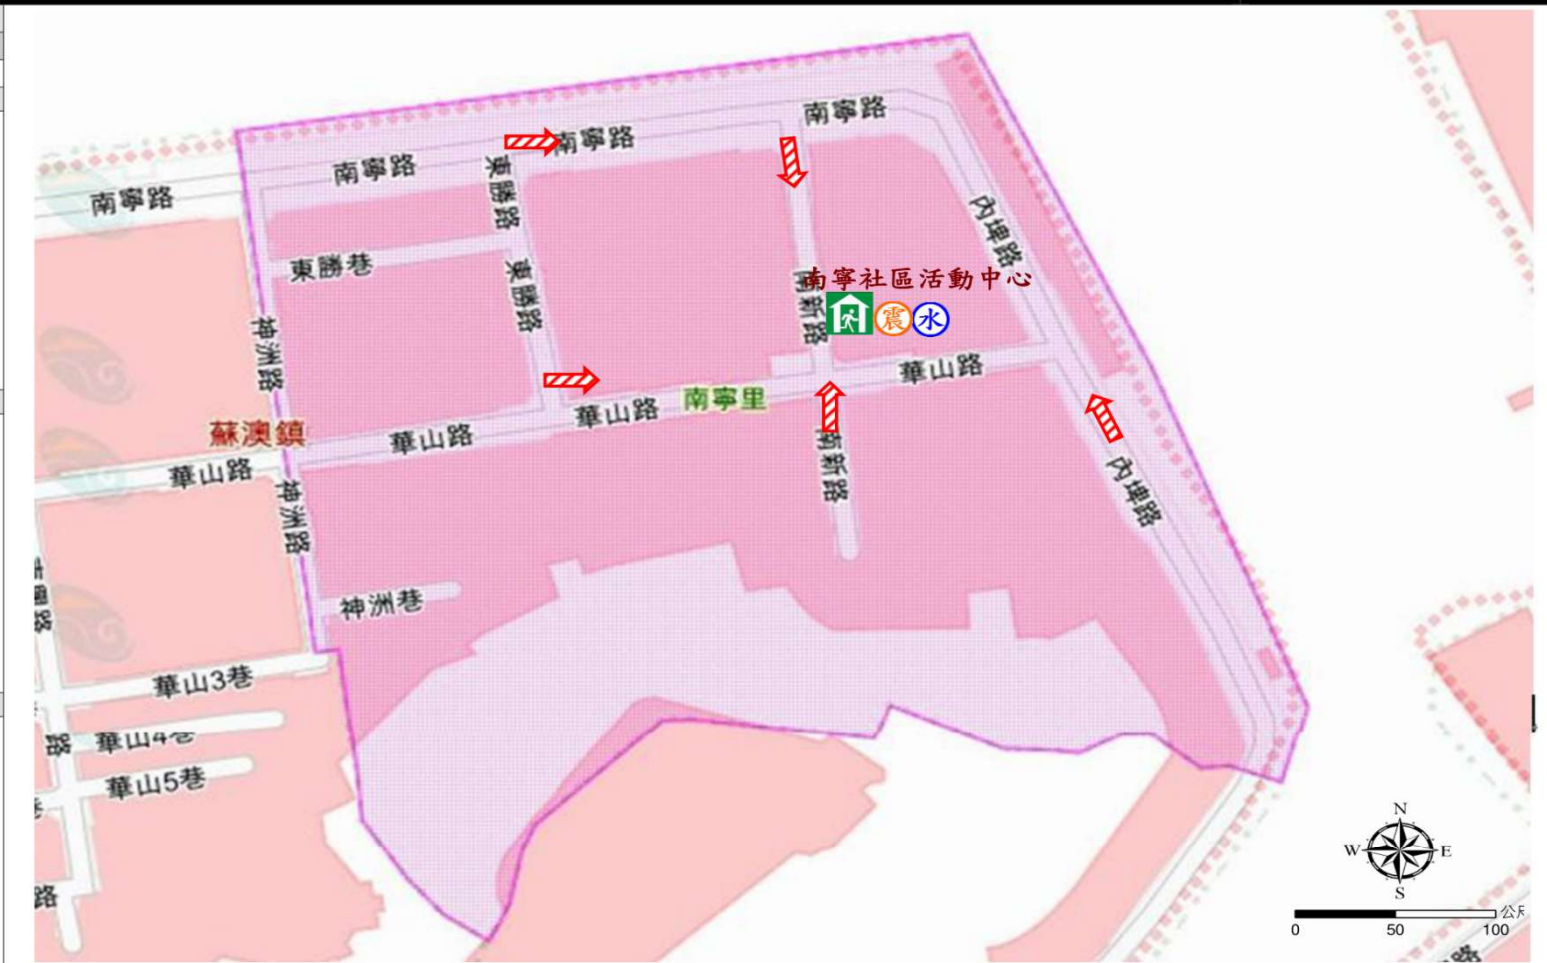 南寧路
南寧路
南寧路
南寧路
東勝路
內埤路
東勝巷
東勝路
南寧社區活動中心
南新路
震
水
神洲路
華山路
南寧里
華山路
蘇澳鎮
華山路
華山路
南新路
內埤路
神洲路
神洲巷
華山3巷
路
華山4巷
華山5巷
巷
路
N
W
E
S
公尺
0
50
100
路